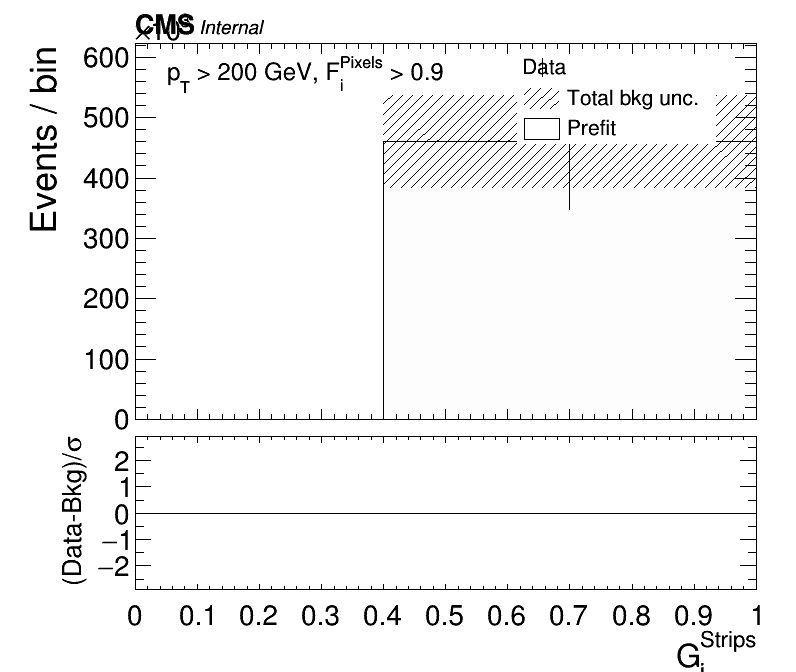 CMS Internal
×10
p_T > 200 GeV, F_i^Pixels > 0.9
Data
Total bkg unc.
Prefit
Events / bin
600
500
400
300
200
100
0
(Data-Bkg)/σ
2
1
0
−1
−2
0 0.1 0.2 0.3 0.4 0.5 0.6 0.7 0.8 0.9 1
G_i^Strips